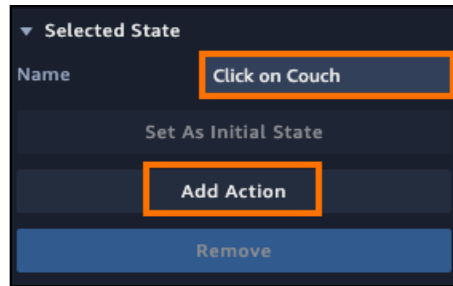 Selected State
Name Click on Couch
Set As Initial State
Add Action
Remove